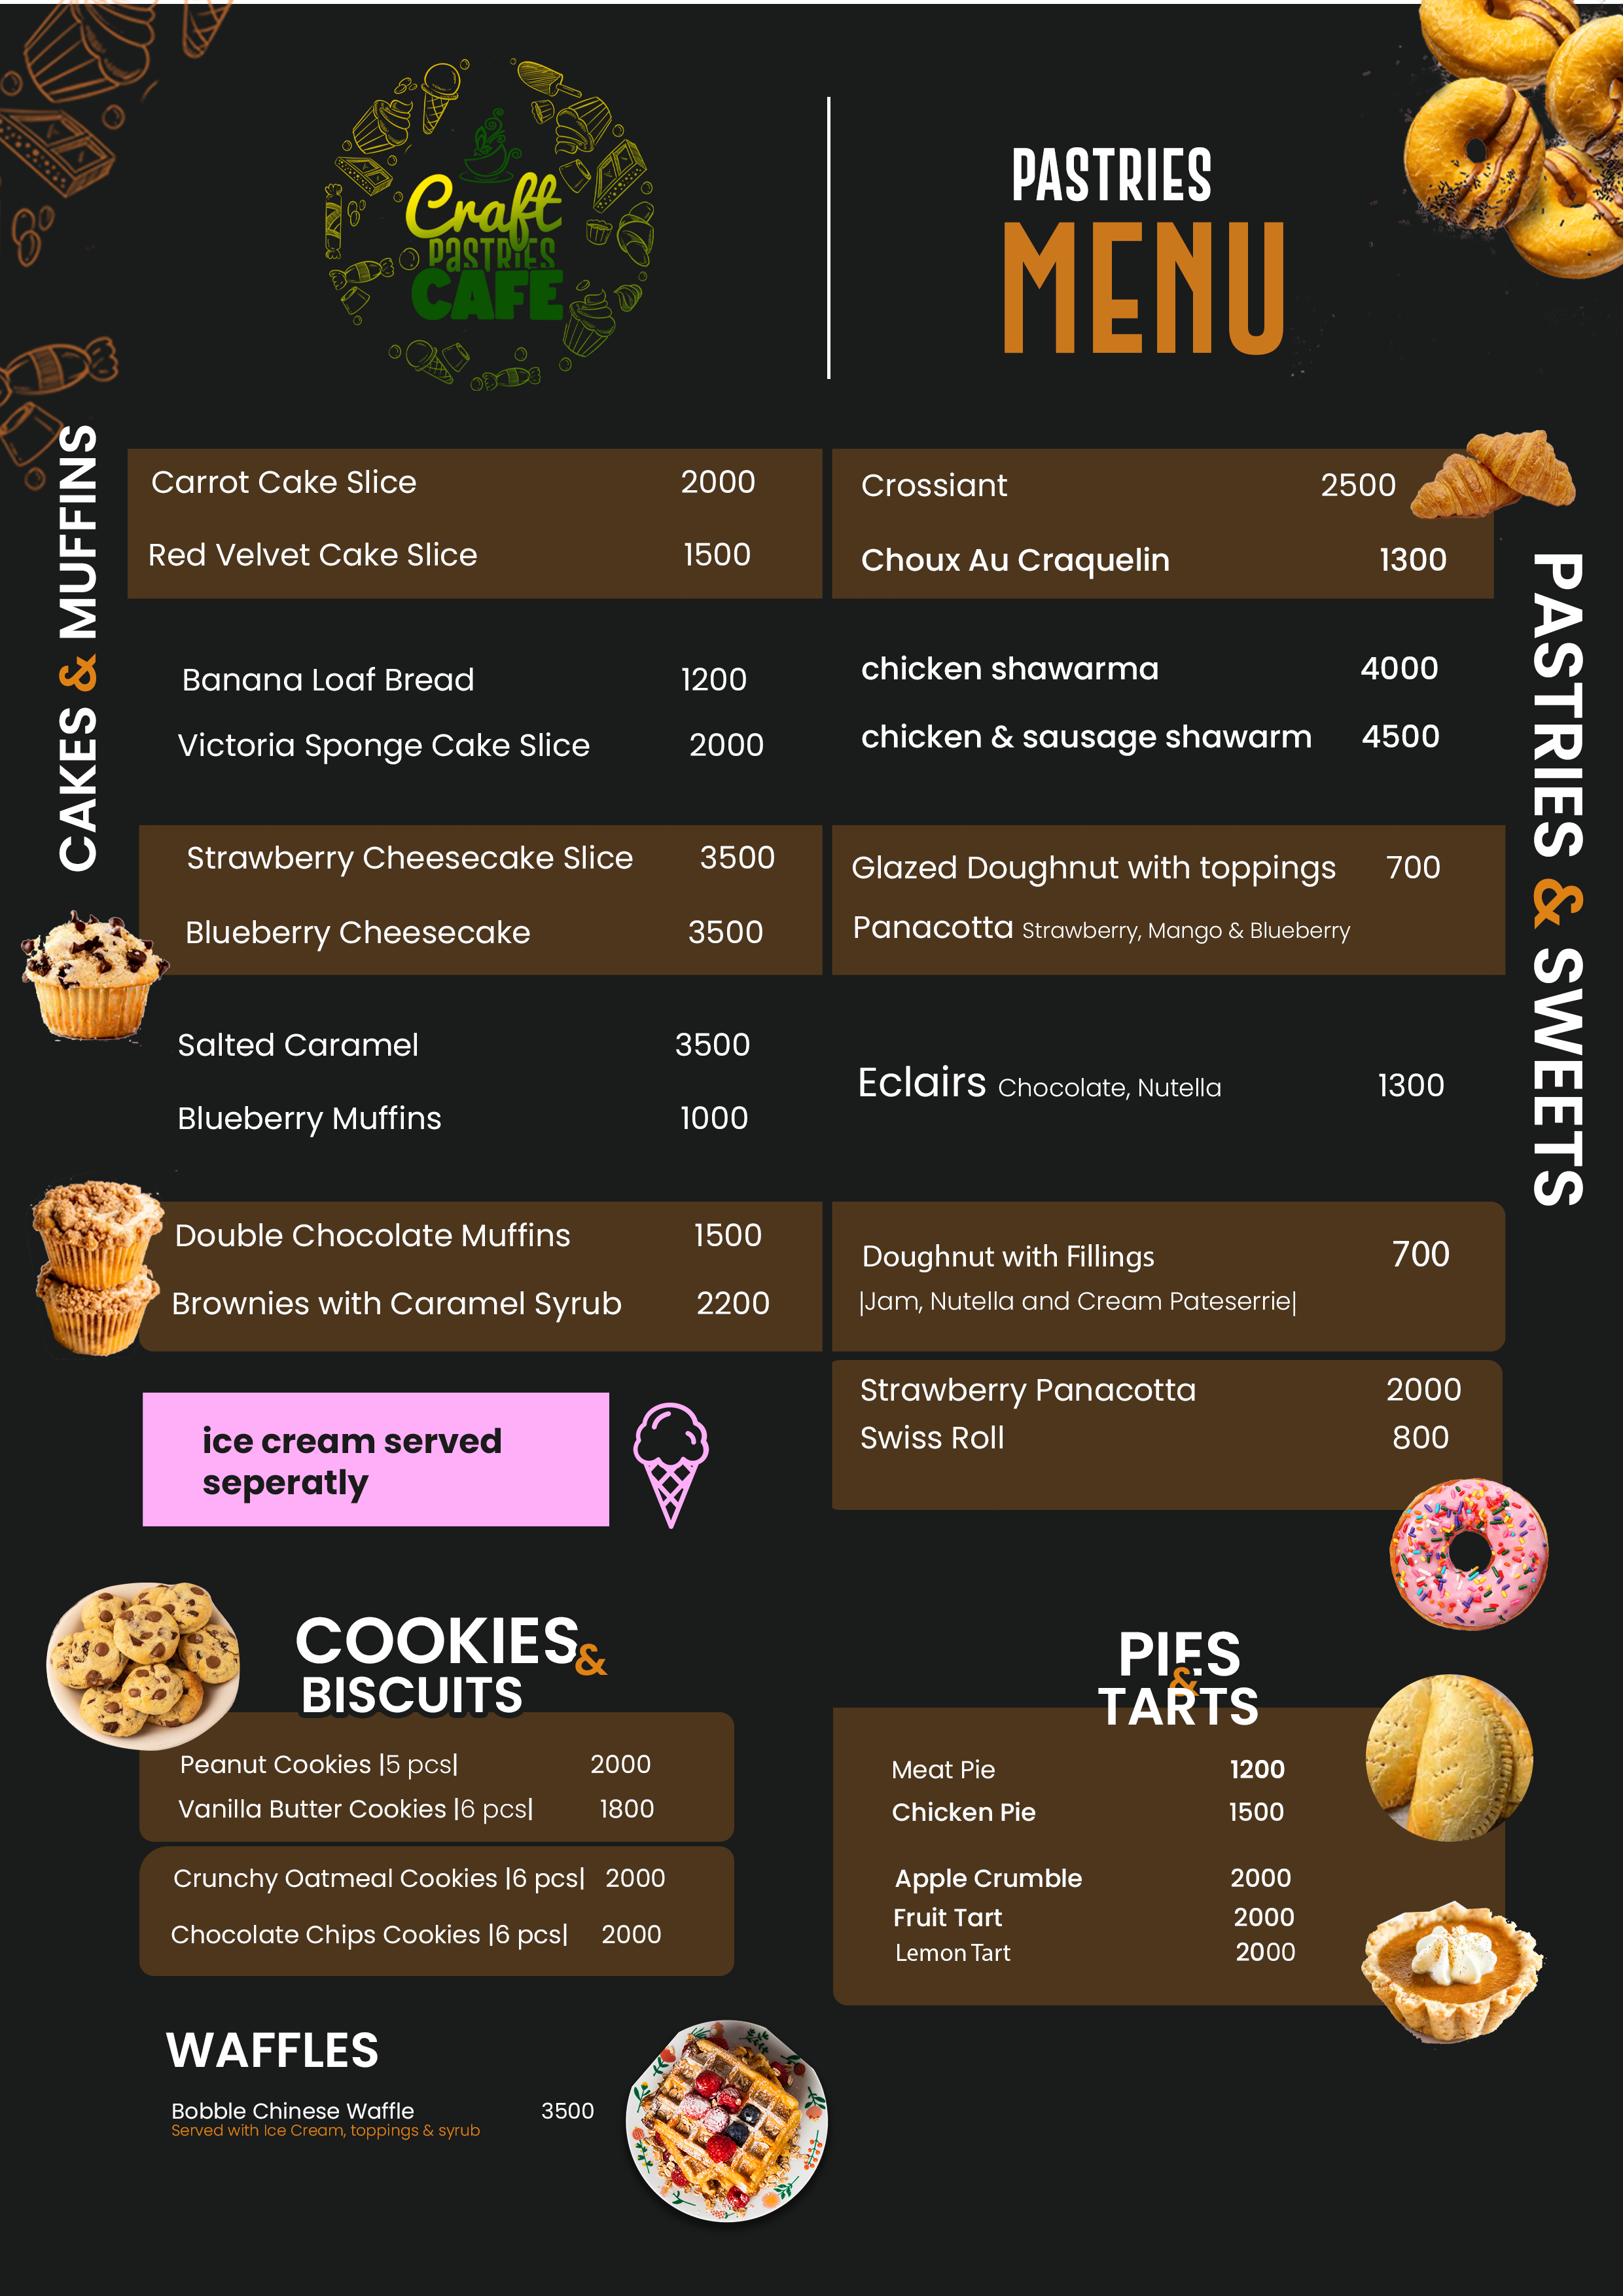 Craft
PASTRIES
CAFE
PASTRIES
MENU
CAKES & MUFFINS
Carrot Cake Slice 2000
Red Velvet Cake Slice 1500
Banana Loaf Bread 1200
Victoria Sponge Cake Slice 2000
Strawberry Cheesecake Slice 3500
Blueberry Cheesecake 3500
Salted Caramel 3500
Blueberry Muffins 1000
Double Chocolate Muffins 1500
Brownies with Caramel Syrub 2200
ice cream served
seperatly
PASTRIES & SWEETS
Crossiant 2500
Choux Au Craquelin 1300
chicken shawarma 4000
chicken & sausage shawarm 4500
Glazed Doughnut with toppings 700
Panacotta Strawberry, Mango & Blueberry
Eclairs Chocolate, Nutella 1300
Doughnut with Fillings 700
|Jam, Nutella and Cream Pateserrie|
Strawberry Panacotta 2000
Swiss Roll 800
COOKIES &
BISCUITS
Peanut Cookies |5 pcs| 2000
Vanilla Butter Cookies |6 pcs| 1800
Crunchy Oatmeal Cookies |6 pcs| 2000
Chocolate Chips Cookies |6 pcs| 2000
PIES
&
TARTS
Meat Pie 1200
Chicken Pie 1500
Apple Crumble 2000
Fruit Tart 2000
Lemon Tart 2000
WAFFLES
Bobble Chinese Waffle 3500
Served with Ice Cream, toppings & syrub